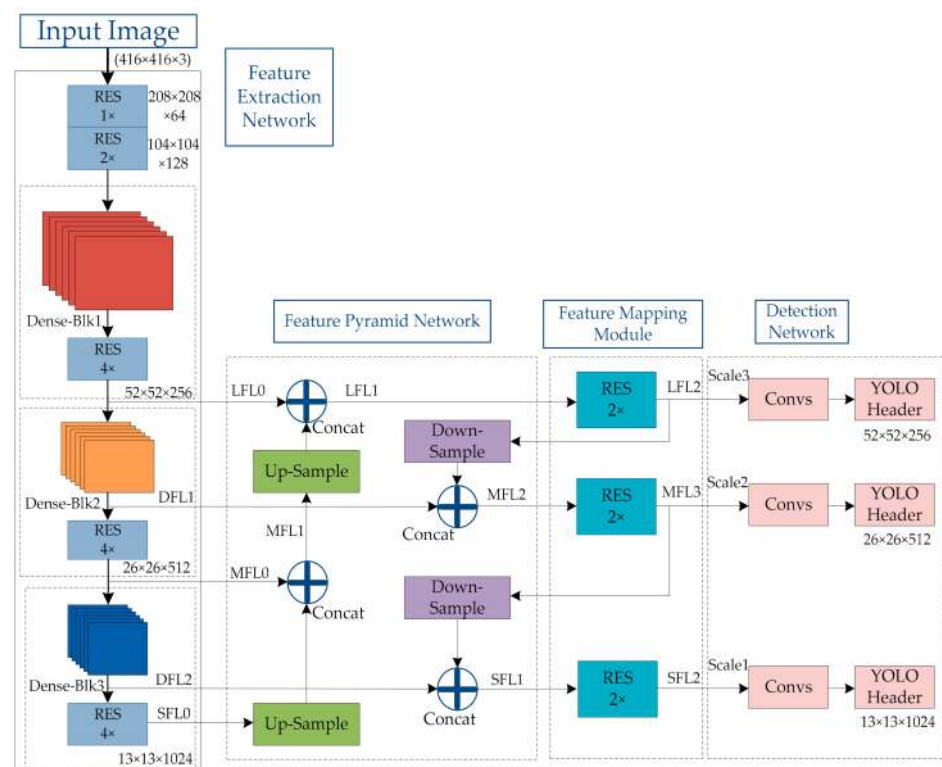 Input Image
(416×416×3)
Feature
Extraction
Network
RES
1×
208×208
×64
RES
2×
104×104
×128
Dense-Blk1
RES
4×
52×52×256
Dense-Blk2
RES
4×
26×26×512
Dense-Blk3
RES
4×
13×13×1024
Feature Pyramid Network
LFL0
LFL1
Concat
Up-Sample
Down-
Sample
DFL1
MFL2
Concat
MFL1
MFL0
Concat
Down-
Sample
DFL2
SFL1
Concat
SFL0
Up-Sample
Feature Mapping
Module
RES
2×
LFL2
RES
2×
MFL3
RES
2×
SFL2
Detection
Network
Scale3
Convs
YOLO
Header
52×52×256
Scale2
Convs
YOLO
Header
26×26×512
Scale1
Convs
YOLO
Header
13×13×1024